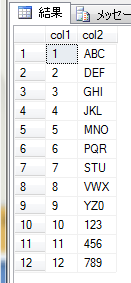 結果 メッセー
col1 col2
1 1 ABC
2 2 DEF
3 3 GHI
4 4 JKL
5 5 MNO
6 6 PQR
7 7 STU
8 8 VWX
9 9 YZ0
10 10 123
11 11 456
12 12 789